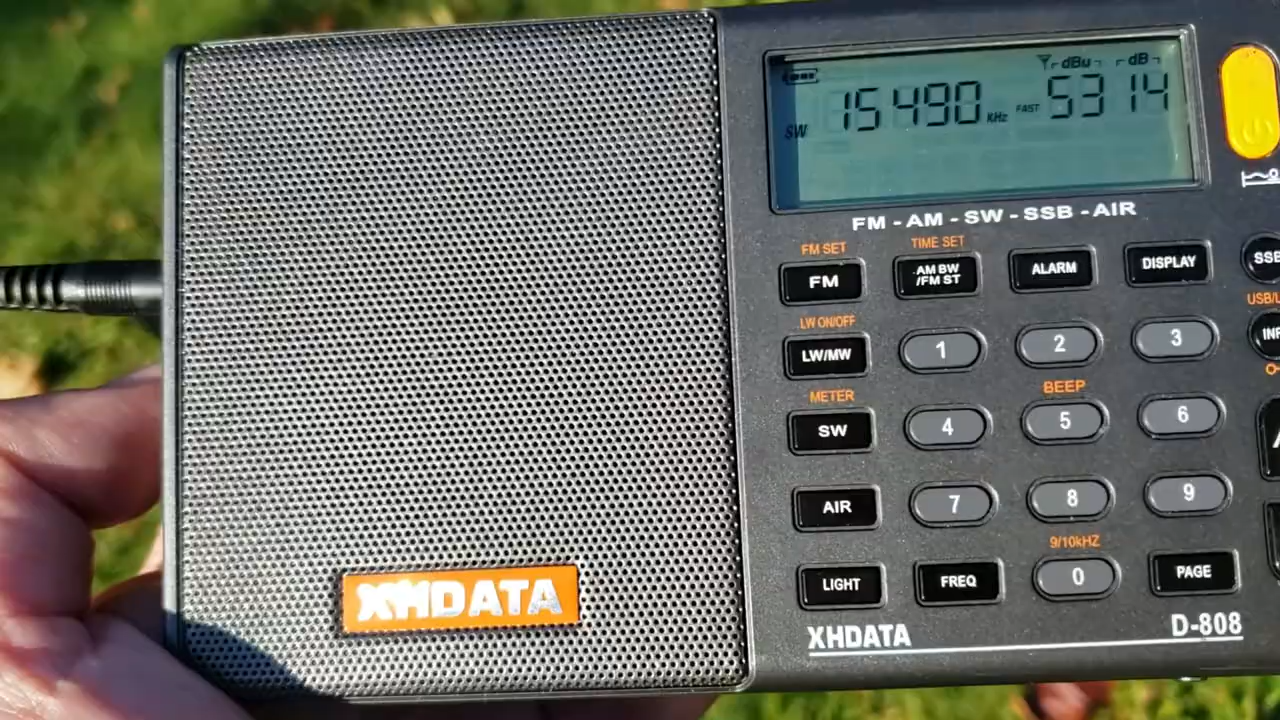 dBu dB
SW 15490 KHz FAST 53 14
FM - AM - SW - SSB - AIR
FM SET TIME SET
FM AM BW /FM ST ALARM DISPLAY SSB
LW ON/OFF
LW/MW 1 2 3
METER BEEP
SW 4 5 6
AIR 7 8 9
9/10kHZ
LIGHT FREQ 0 PAGE
XHDATA
XHDATA D-808